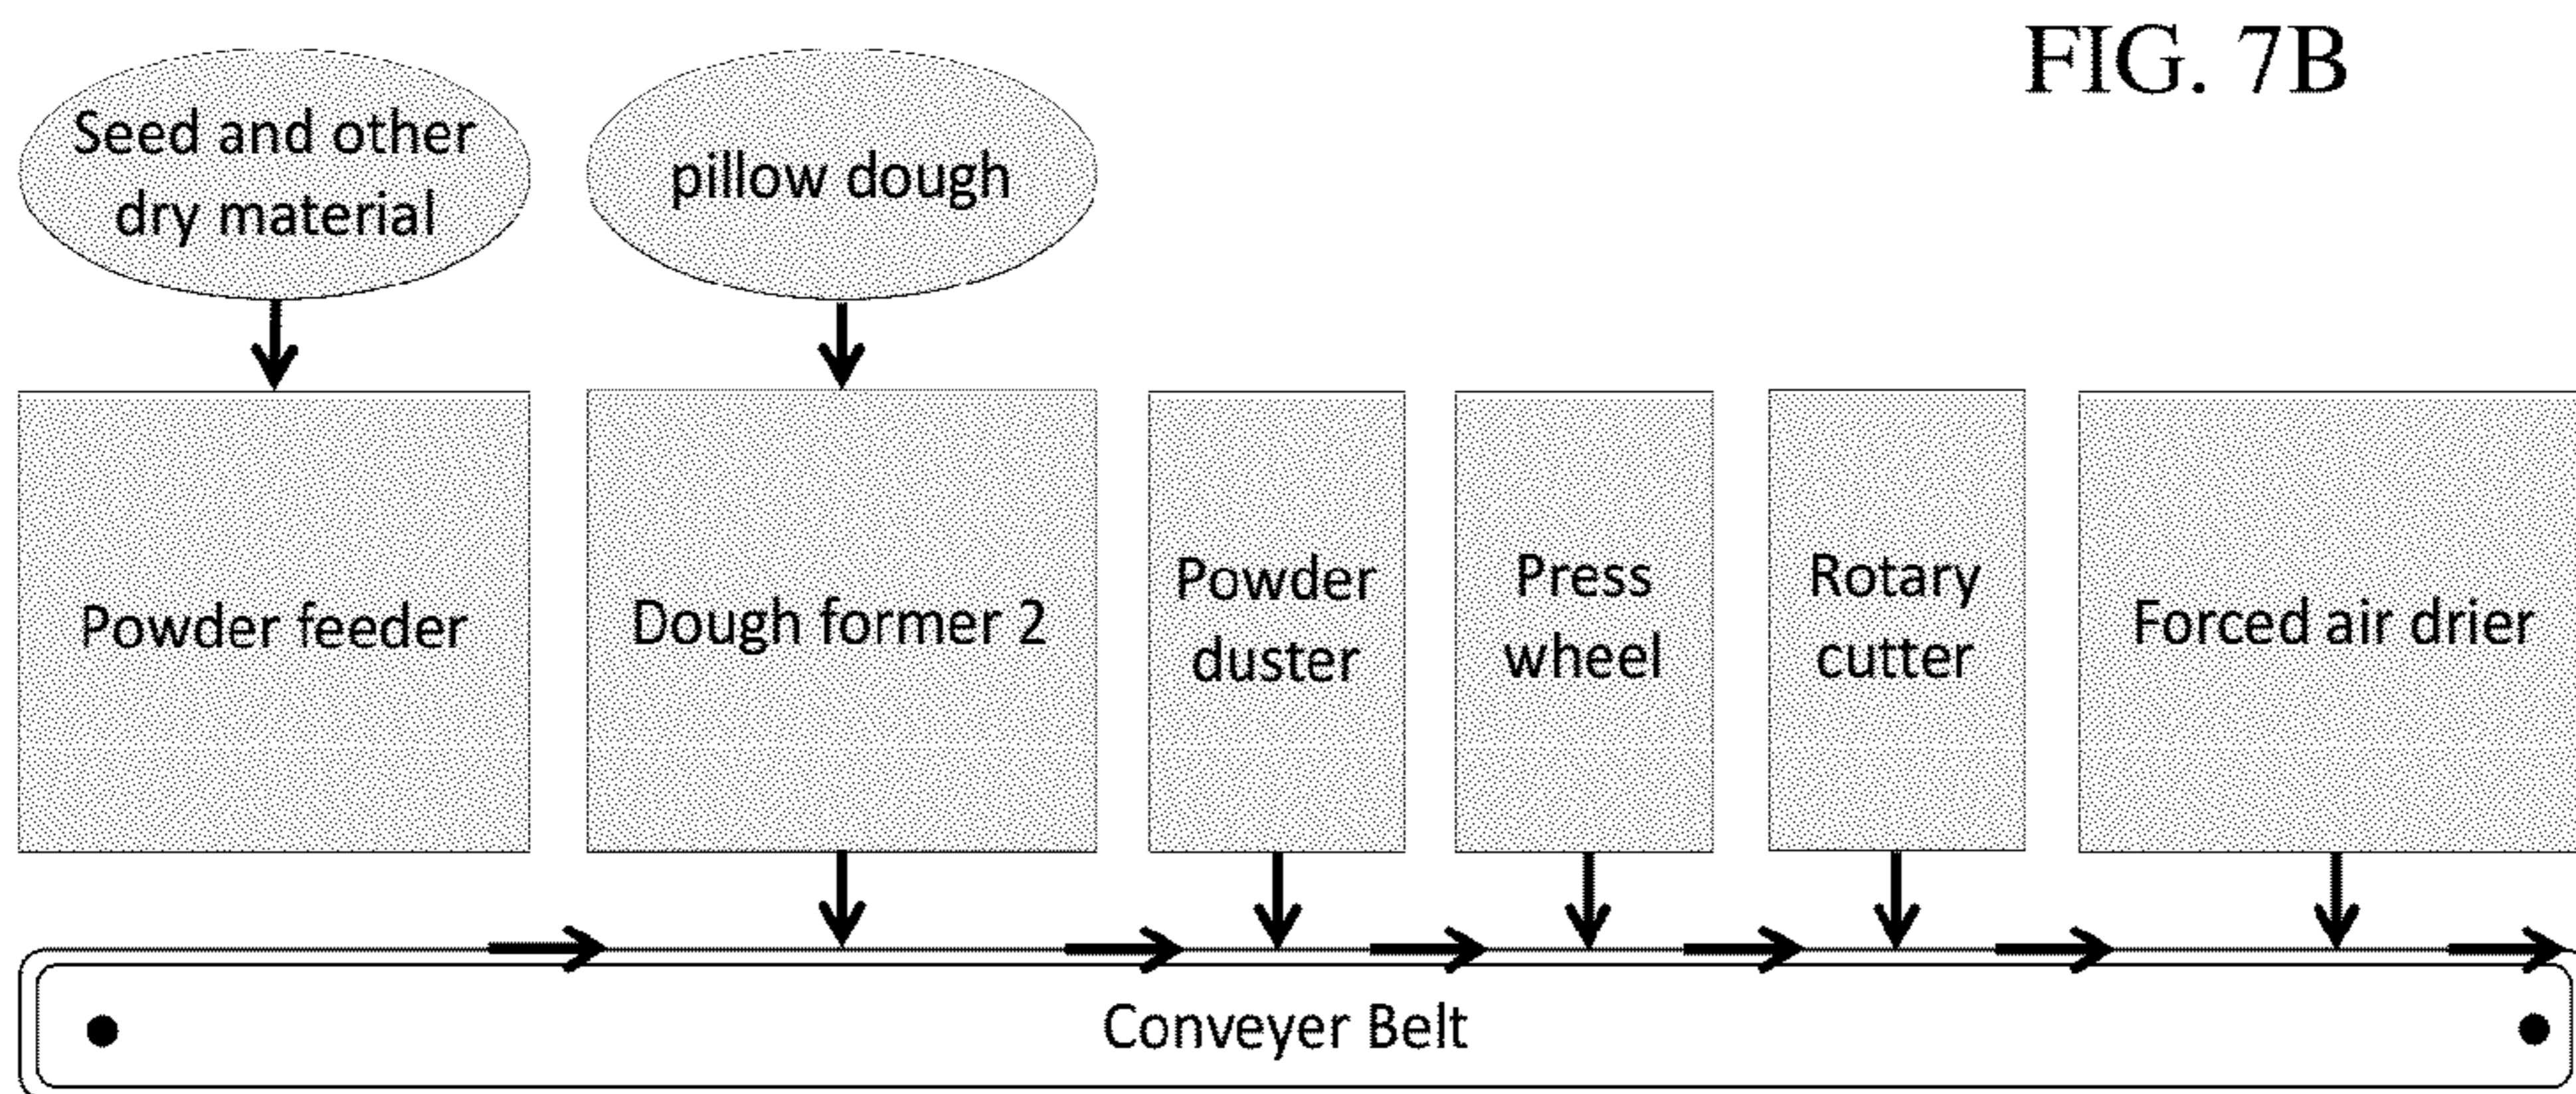 FIG. 7B
Seed and other
dry material
pillow dough
Powder feeder
Dough former 2
Powder
duster
Press
wheel
Rotary
cutter
Forced air drier
Conveyer Belt